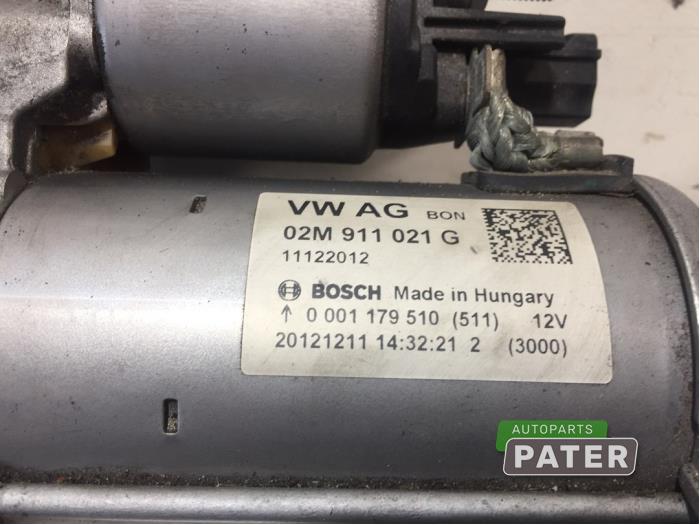 VW AG BON
02M 911 021 G
11122012
BOSCH Made in Hungary
↑ 0 001 179 510 (511) 12V
20121211 14:32:21 2 (3000)
AUTOPARTS
PATER